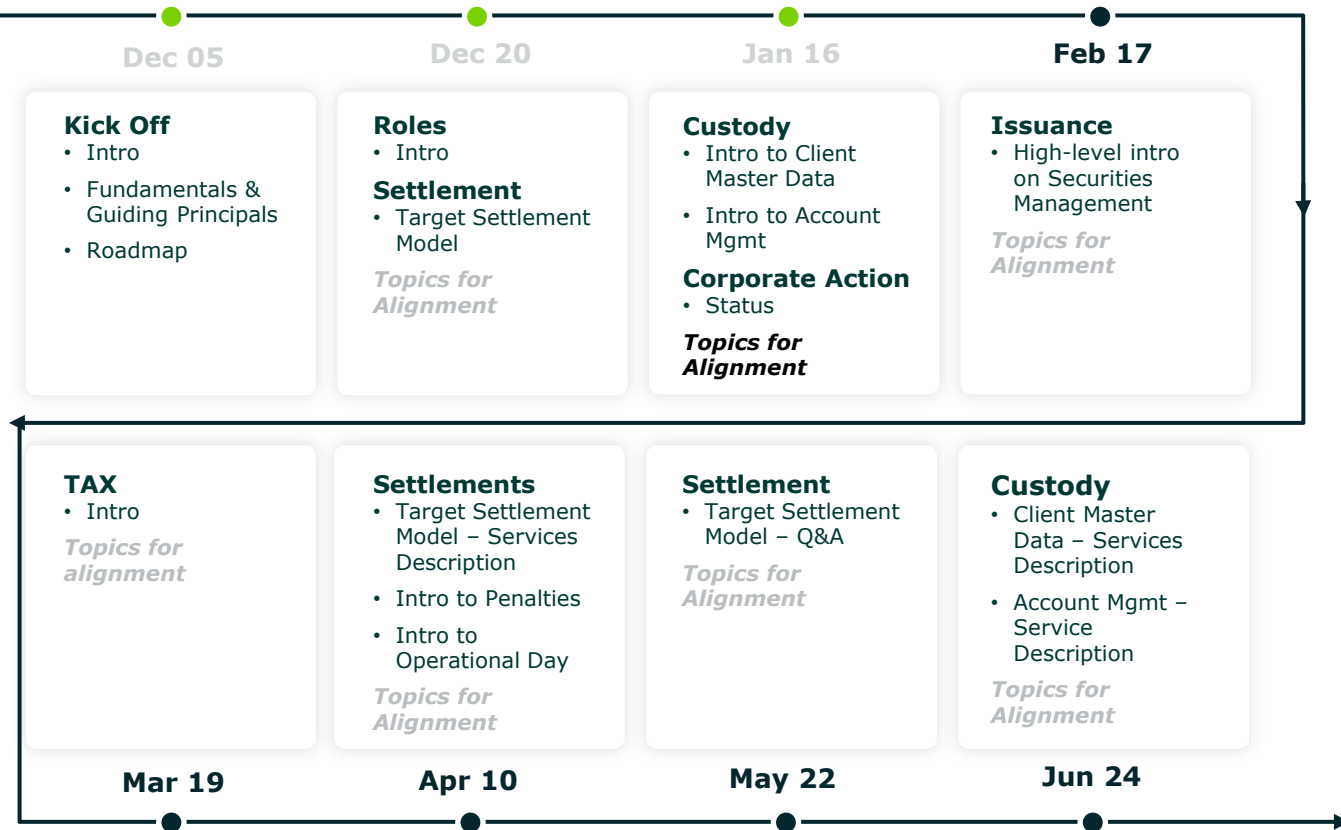 Dec 05
Dec 20
Jan 16
Feb 17
Kick Off
• Intro
• Fundamentals &
Guiding Principals
• Roadmap
Roles
• Intro
Settlement
• Target Settlement
Model
Topics for
Alignment
Custody
• Intro to Client
Master Data
• Intro to Account
Mgmt
Corporate Action
• Status
Topics for
Alignment
Issuance
• High-level intro
on Securities
Management
Topics for
Alignment
TAX
• Intro
Topics for
alignment
Settlements
• Target Settlement
Model – Services
Description
• Intro to Penalties
• Intro to
Operational Day
Topics for
Alignment
Settlement
• Target Settlement
Model – Q&A
Topics for
Alignment
Custody
• Client Master
Data – Services
Description
• Account Mgmt –
Service
Description
Topics for
Alignment
Mar 19
Apr 10
May 22
Jun 24